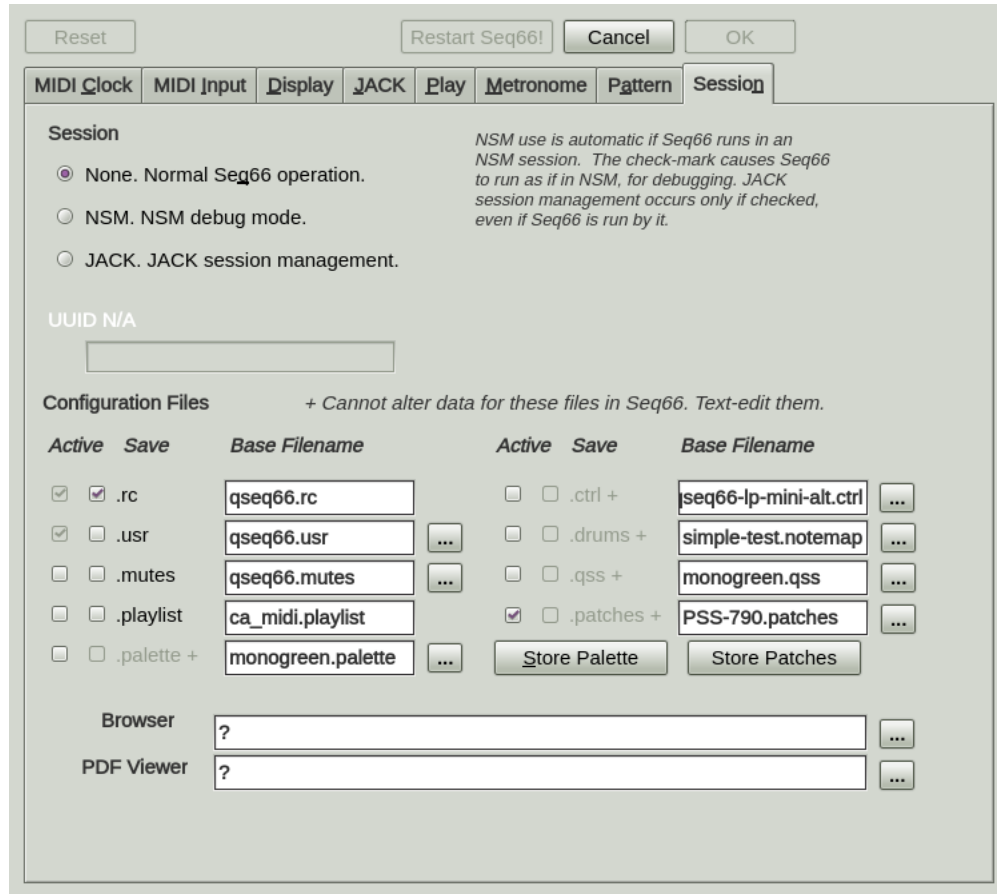 Reset Restart Seq66! Cancel OK
MIDI Clock MIDI Input Display JACK Play Metronome Pattern Session
Session
None. Normal Seq66 operation.
NSM. NSM debug mode.
JACK. JACK session management.
NSM use is automatic if Seq66 runs in an
NSM session. The check-mark causes Seq66
to run as if in NSM, for debugging. JACK
session management occurs only if checked,
even if Seq66 is run by it.
UUID N/A
Configuration Files + Cannot alter data for these files in Seq66. Text-edit them.
Active Save Base Filename Active Save Base Filename
.rc qseq66.rc .ctrl + qseq66-lp-mini-alt.ctrl ...
.usr qseq66.usr ... .drums + simple-test.notemap ...
.mutes qseq66.mutes ... .qss + monogreen.qss ...
.playlist ca_midi.playlist .patches + PSS-790.patches ...
.palette + monogreen.palette ... Store Palette Store Patches
Browser ? ...
PDF Viewer ? ...